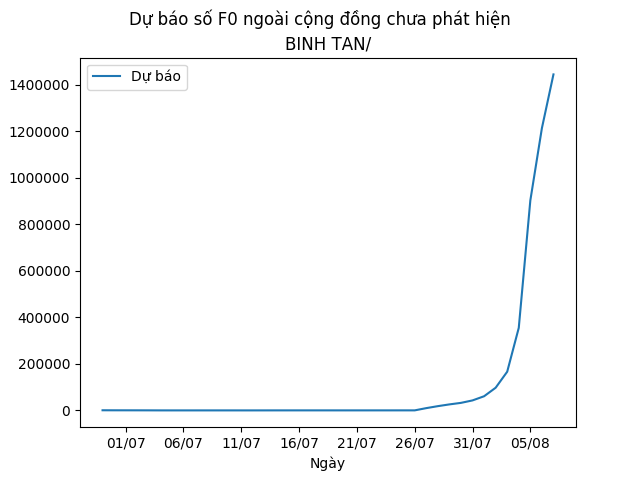 Dự báo số F0 ngoài cộng đồng chưa phát hiện
BINH TAN/
Dự báo
1400000
1200000
1000000
800000
600000
400000
200000
0
01/07 06/07 11/07 16/07 21/07 26/07 31/07 05/08
Ngày